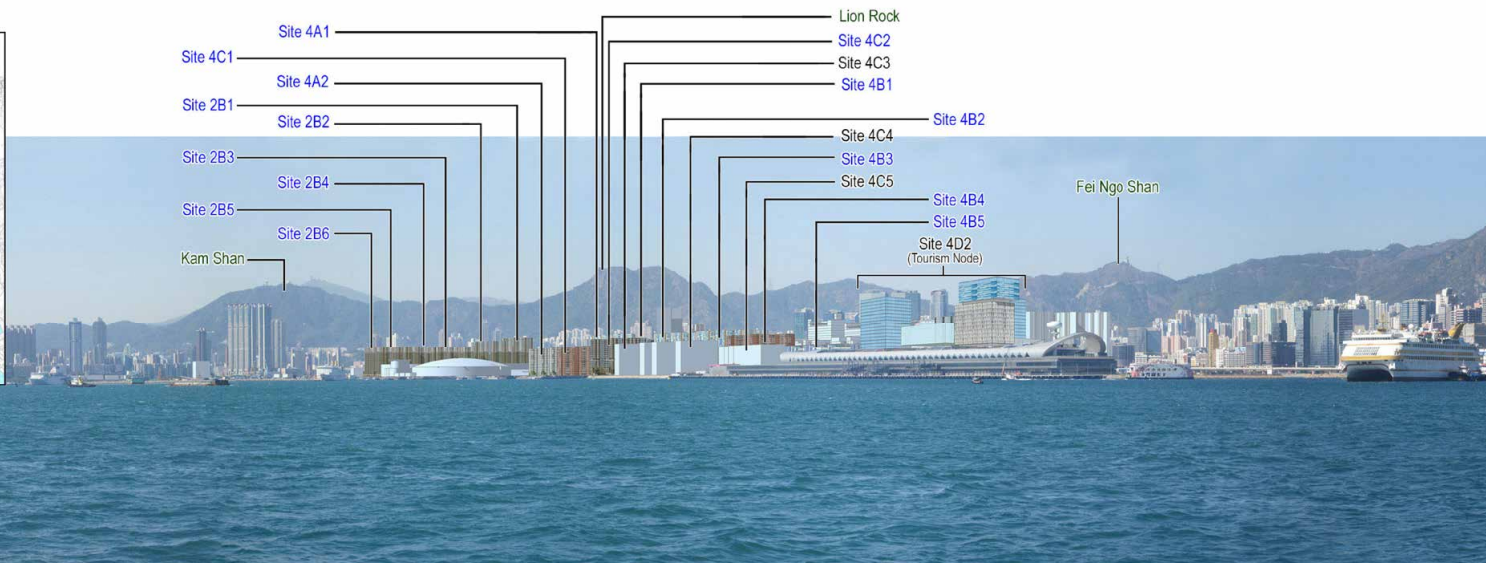 Lion Rock
Site 4A1
Site 4C2
Site 4C1
Site 4C3
Site 4A2
Site 4B1
Site 2B1
Site 2B2
Site 4B2
Site 4C4
Site 2B3
Site 4B3
Site 2B4
Site 4C5
Fei Ngo Shan
Site 4B4
Site 2B5
Site 4B5
Site 2B6
Site 4D2
(Tourism Node)
Kam Shan